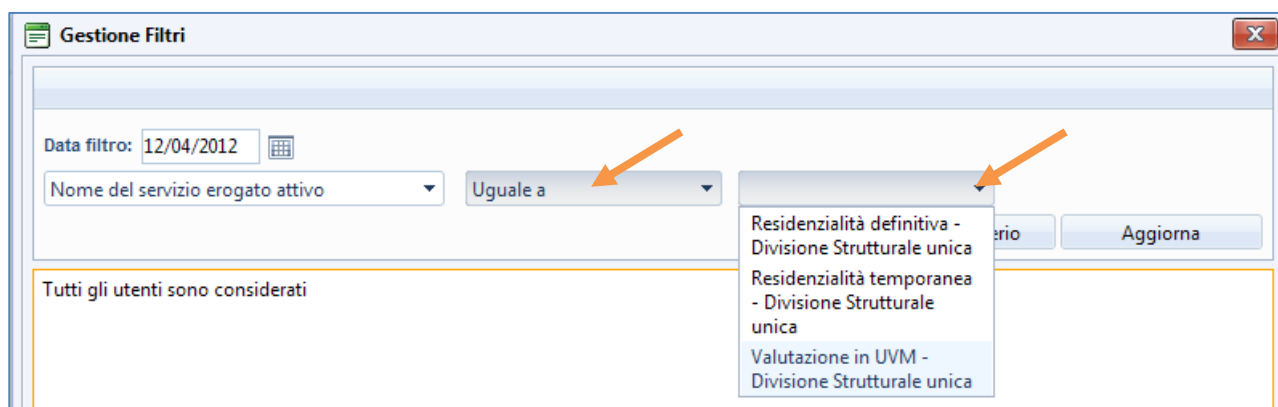 Gestione Filtri
Data filtro: 12/04/2012
Nome del servizio erogato attivo
Uguale a
Residenzialità definitiva -
Divisione Strutturale unica
Residenzialità temporanea
- Divisione Strutturale
unica
Valutazione in UVM -
Divisione Strutturale unica
Aggiorna
Tutti gli utenti sono considerati